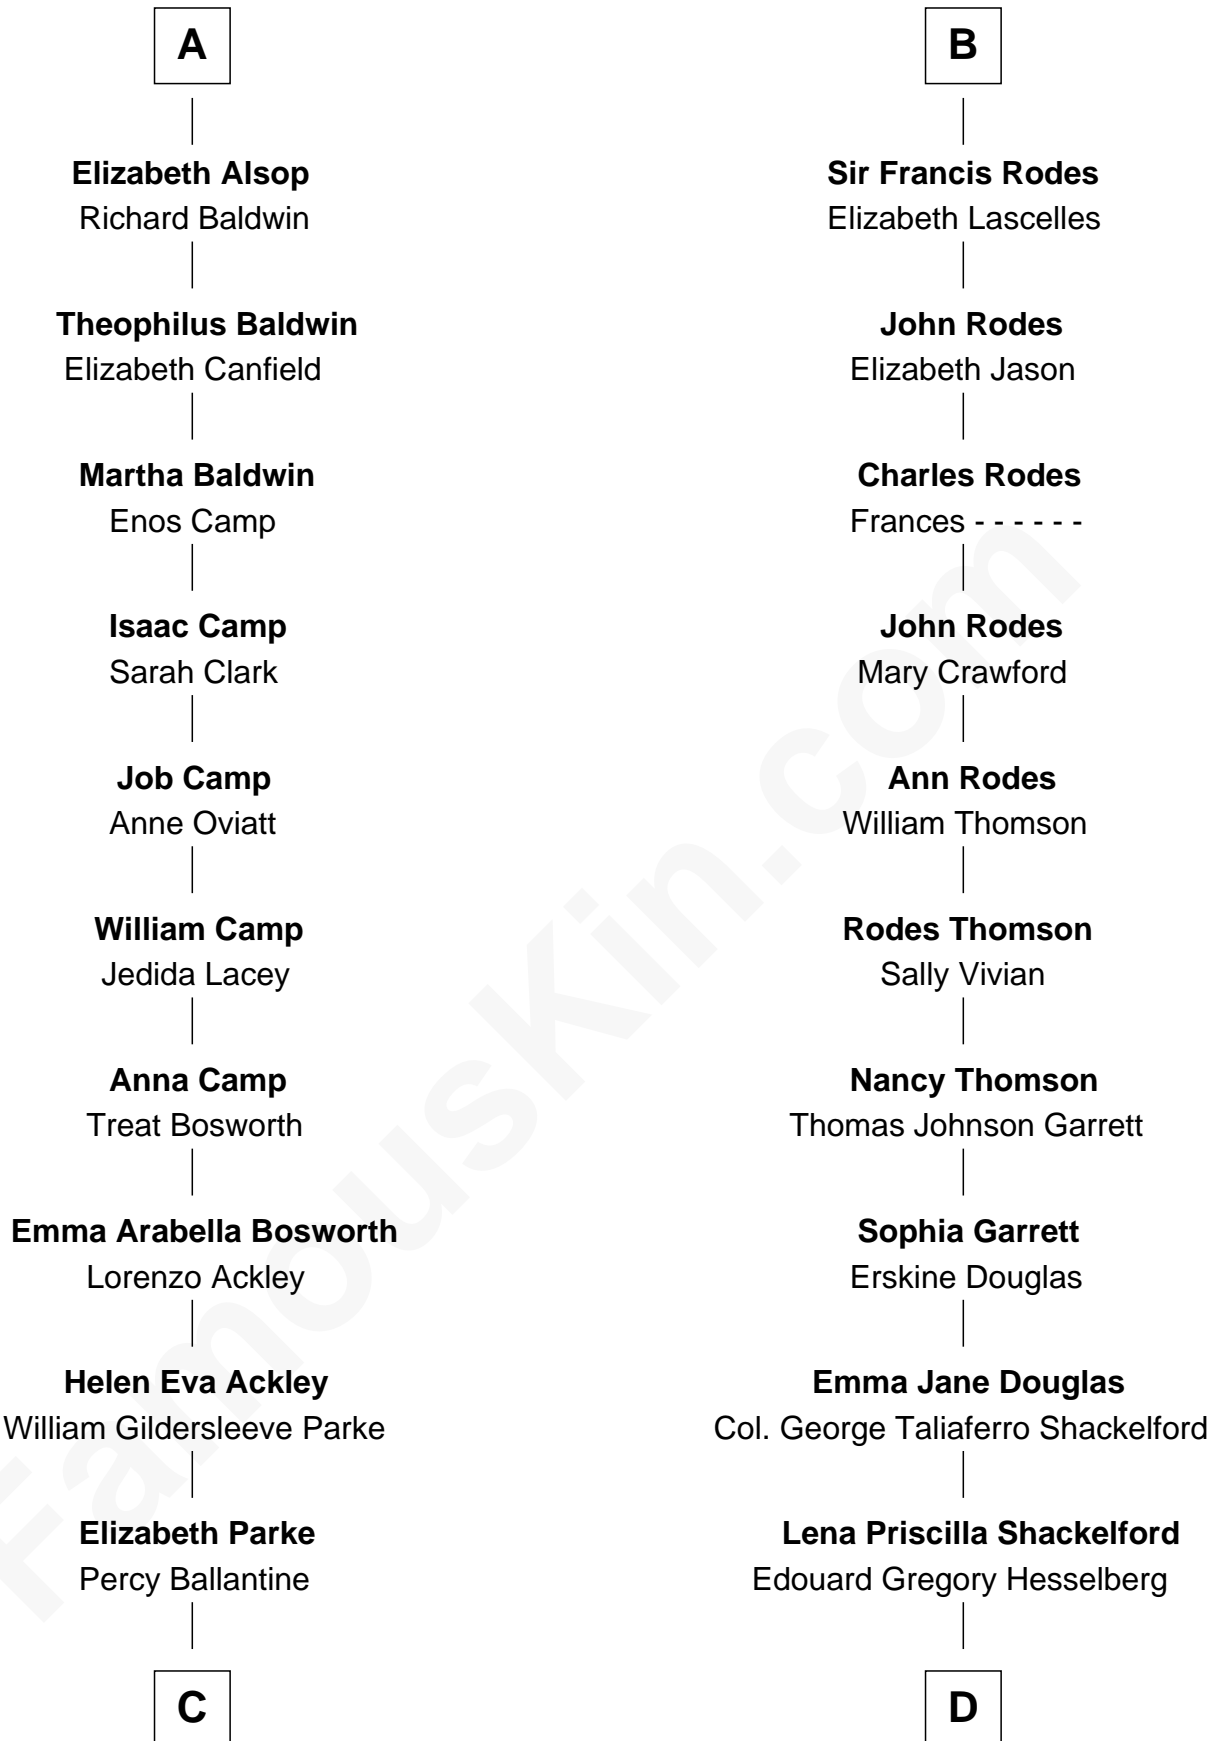 A
Elizabeth Alsop
Richard Baldwin
Theophilus Baldwin
Elizabeth Canfield
Martha Baldwin
Enos Camp
Isaac Camp
Sarah Clark
Job Camp
Anne Oviatt
William Camp
Jedida Lacey
Anna Camp
Treat Bosworth
Emma Arabella Bosworth
Lorenzo Ackley
Helen Eva Ackley
William Gildersleeve Parke
Elizabeth Parke
Percy Ballantine
C
B
Sir Francis Rodes
Elizabeth Lascelles
John Rodes
Elizabeth Jason
Charles Rodes
Frances - - - - - -
John Rodes
Mary Crawford
Ann Rodes
William Thomson
Rodes Thomson
Sally Vivian
Nancy Thomson
Thomas Johnson Garrett
Sophia Garrett
Erskine Douglas
Emma Jane Douglas
Col. George Taliaferro Shackelford
Lena Priscilla Shackelford
Edouard Gregory Hesselberg
D
FamousKin.com